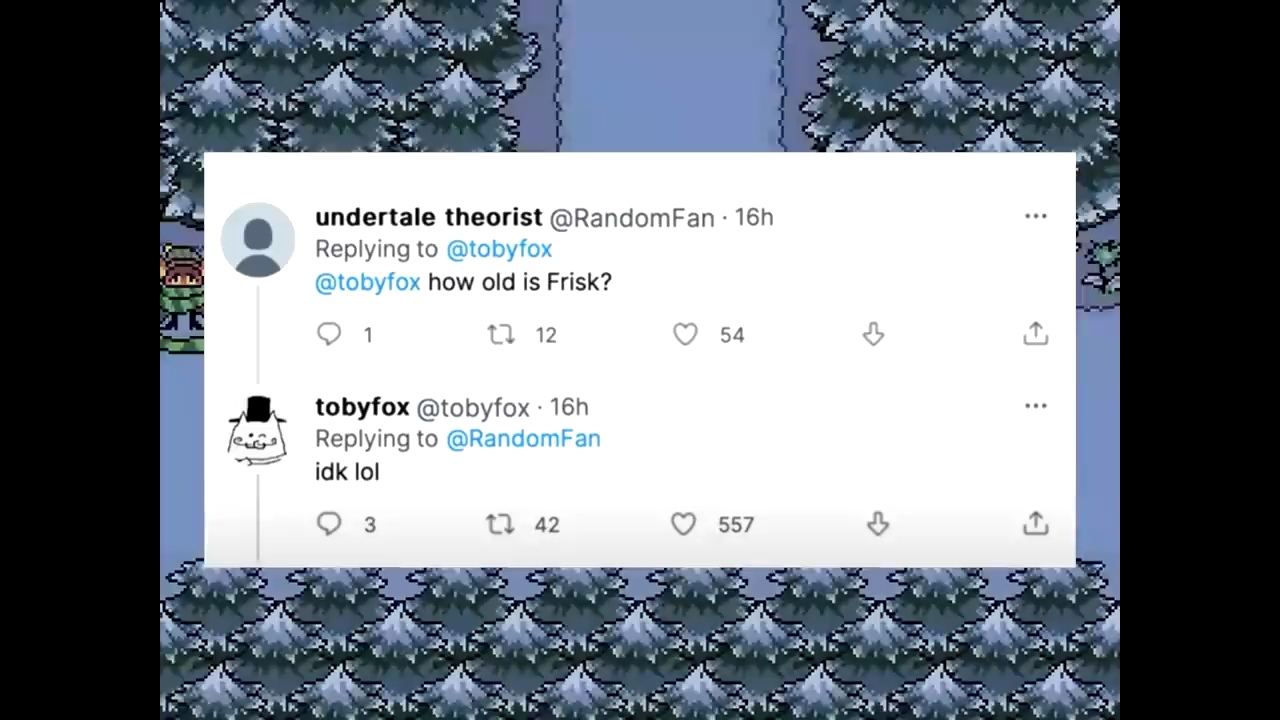 undertale theorist @RandomFan · 16h
Replying to @tobyfox
@tobyfox how old is Frisk?
1 12 54
tobyfox @tobyfox · 16h
Replying to @RandomFan
idk lol
3 42 557